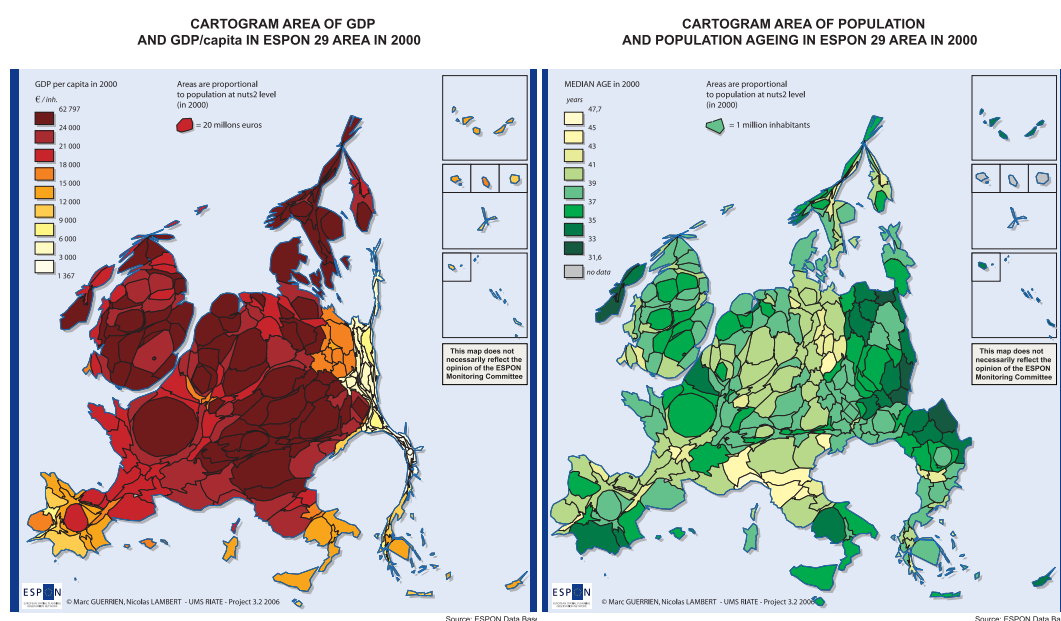 CARTOGRAM AREA OF GDP
AND GDP/capita IN ESPON 29 AREA IN 2000
GDP per capita in 2000
€ / inh.
62 797
24 000
21 000
18 000
15 000
12 000
9 000
6 000
3 000
1 367
Areas are proportional
to population at nuts2 level
(in 2000)
= 20 millons euros
This map does not
necessarily reflect the
opinion of the ESPON
Monitoring Committee
ESPON
© Marc GUERRIEN, Nicolas LAMBERT - UMS RIATE - Project 3.2 2006
Source: ESPON Data Base
CARTOGRAM AREA OF POPULATION
AND POPULATION AGEING IN ESPON 29 AREA IN 2000
MEDIAN AGE in 2000
years
47,7
45
43
41
39
37
35
33
31,6
no data
Areas are proportional
to population at nuts2 level
(in 2000)
= 1 million inhabitants
This map does not
necessarily reflect the
opinion of the ESPON
Monitoring Committee
ESPON
© Marc GUERRIEN, Nicolas LAMBERT - UMS RIATE - Project 3.2 2006
Source: ESPON Data Ba